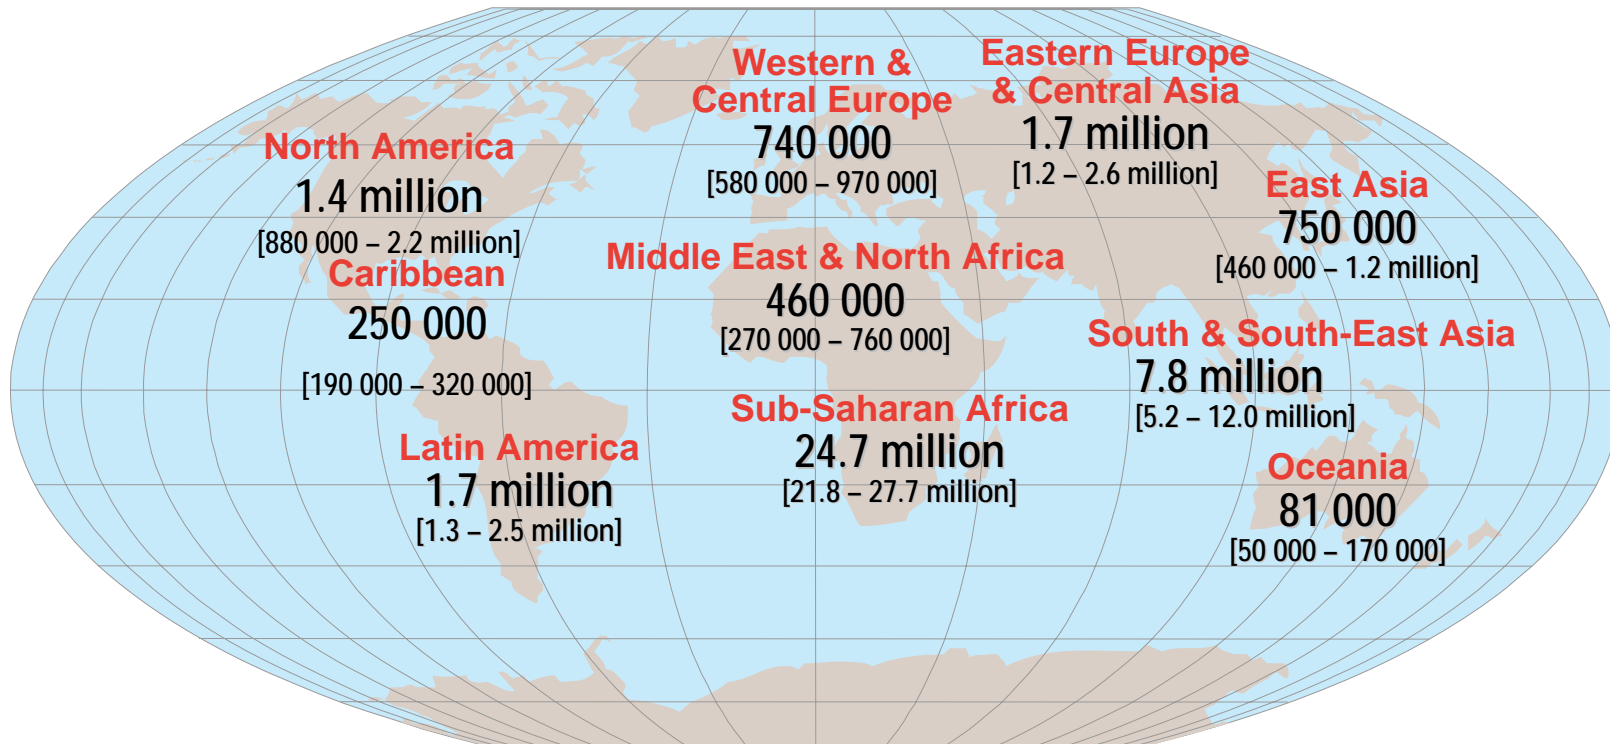 Western &
Central Europe
740 000
[580 000 – 970 000]
Eastern Europe
& Central Asia
1.7 million
[1.2 – 2.6 million]
North America
1.4 million
[880 000 – 2.2 million]
East Asia
750 000
[460 000 – 1.2 million]
Caribbean
250 000
[190 000 – 320 000]
Middle East & North Africa
460 000
[270 000 – 760 000]
South & South-East Asia
7.8 million
[5.2 – 12.0 million]
Sub-Saharan Africa
24.7 million
[21.8 – 27.7 million]
Latin America
1.7 million
[1.3 – 2.5 million]
Oceania
81 000
[50 000 – 170 000]